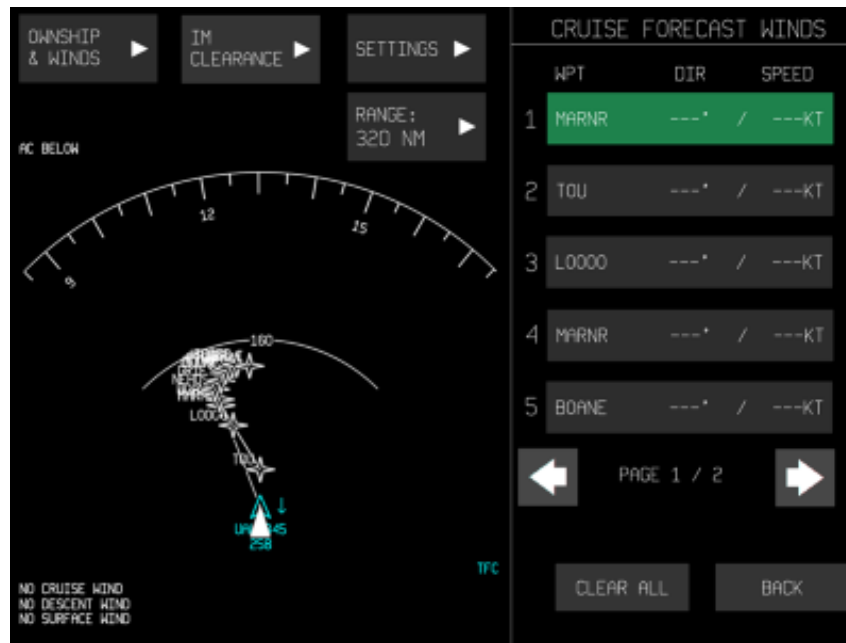 OWNSHIP
& WINDS
IM
CLEARANCE
SETTINGS
RANGE:
320 NM
AC BELOW
9
12
15
160
TOU
258
TFC
NO CRUISE WIND
NO DESCENT WIND
NO SURFACE WIND
CRUISE FORECAST WINDS
WPT DIR SPEED
1 MARNR ---° / ---KT
2 TOU ---° / ---KT
3 LOOOO ---° / ---KT
4 MARNR ---° / ---KT
5 BOANE ---° / ---KT
PAGE 1 / 2
CLEAR ALL
BACK